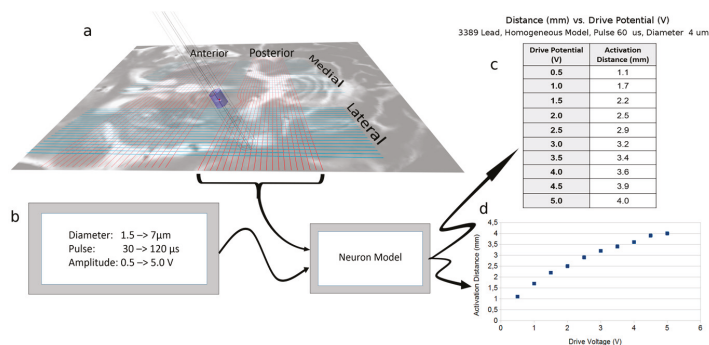 a
Anterior
Posterior
Medial
Lateral
b
Diameter: 1.5 –> 7µm
Pulse: 30 –> 120 µs
Amplitude: 0.5 –> 5.0 V
Neuron Model
Distance (mm) vs. Drive Potential (V)
3389 Lead, Homogeneous Model, Pulse 60 us, Diameter 4 um
c
Drive Potential (V) Activation Distance (mm)
0.5 1.1
1.0 1.7
1.5 2.2
2.0 2.5
2.5 2.9
3.0 3.2
3.5 3.4
4.0 3.6
4.5 3.9
5.0 4.0
d
Activation Distance (mm)
4,5
4
3,5
3
2,5
2
1,5
1
0,5
0
0 1 2 3 4 5 6
Drive Voltage (V)